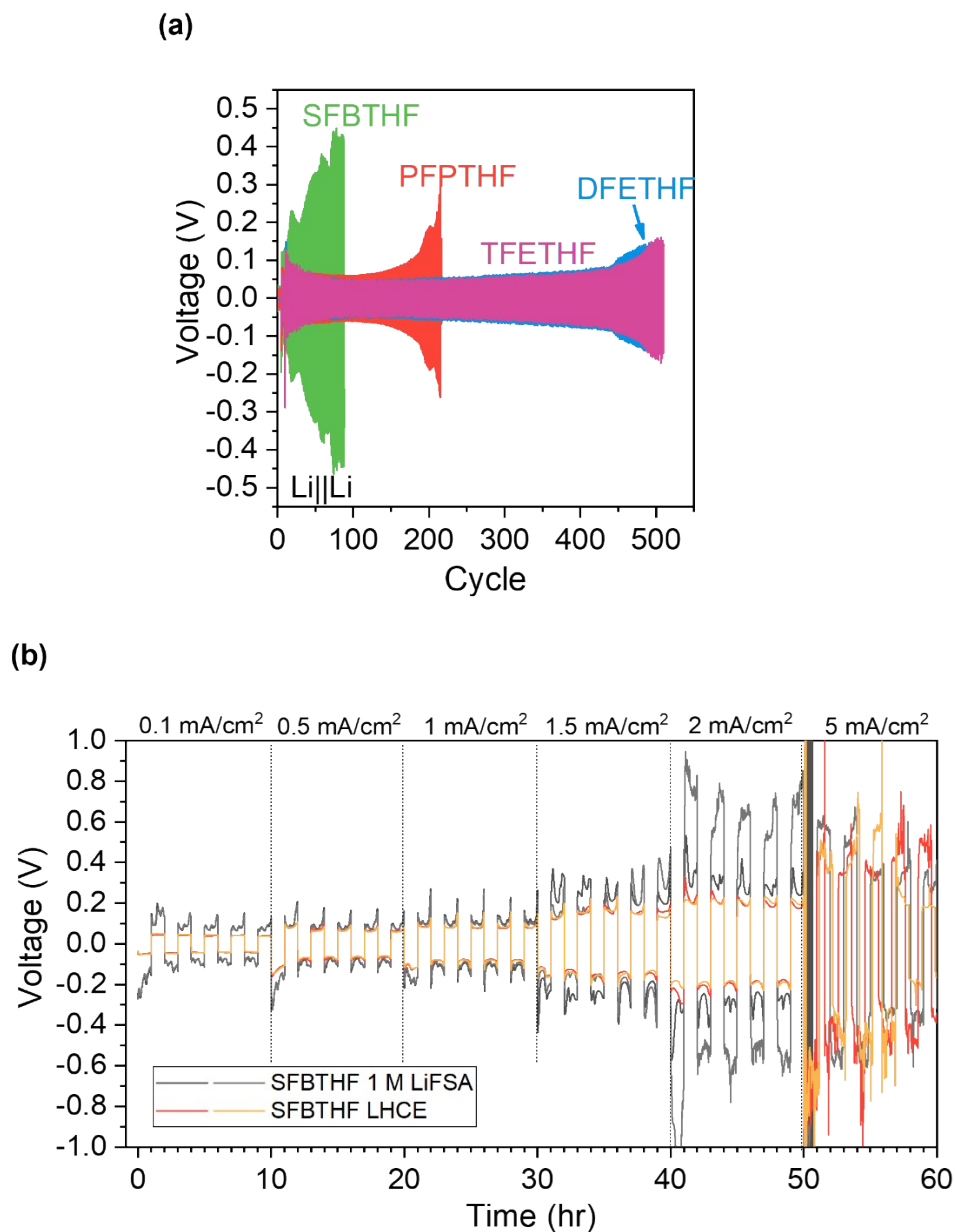 (a)
0.5
0.4
0.3
0.2
0.1
0.0
-0.1
-0.2
-0.3
-0.4
-0.5
Voltage (V)
SFBTHF
PFPTHF
DFETHF
TFETHF
Li||Li
0 100 200 300 400 500
Cycle
(b)
0.1 mA/cm² 0.5 mA/cm² 1 mA/cm² 1.5 mA/cm² 2 mA/cm² 5 mA/cm²
1.0
0.8
0.6
0.4
0.2
0.0
-0.2
-0.4
-0.6
-0.8
-1.0
Voltage (V)
SFBTHF 1 M LiFSA
SFBTHF LHCE
0 10 20 30 40 50 60
Time (hr)